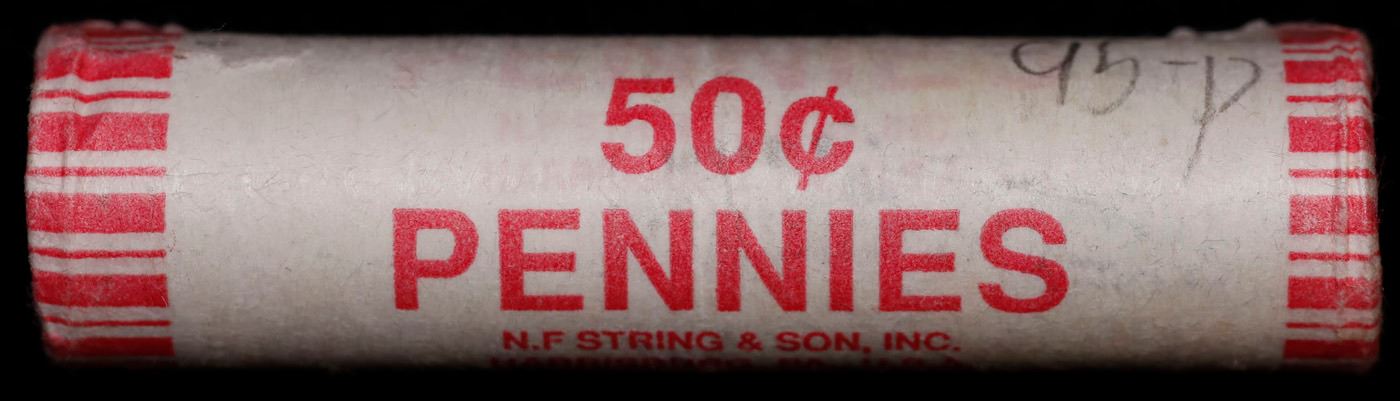 95-P
50¢
PENNIES
N.F STRING & SON, INC.